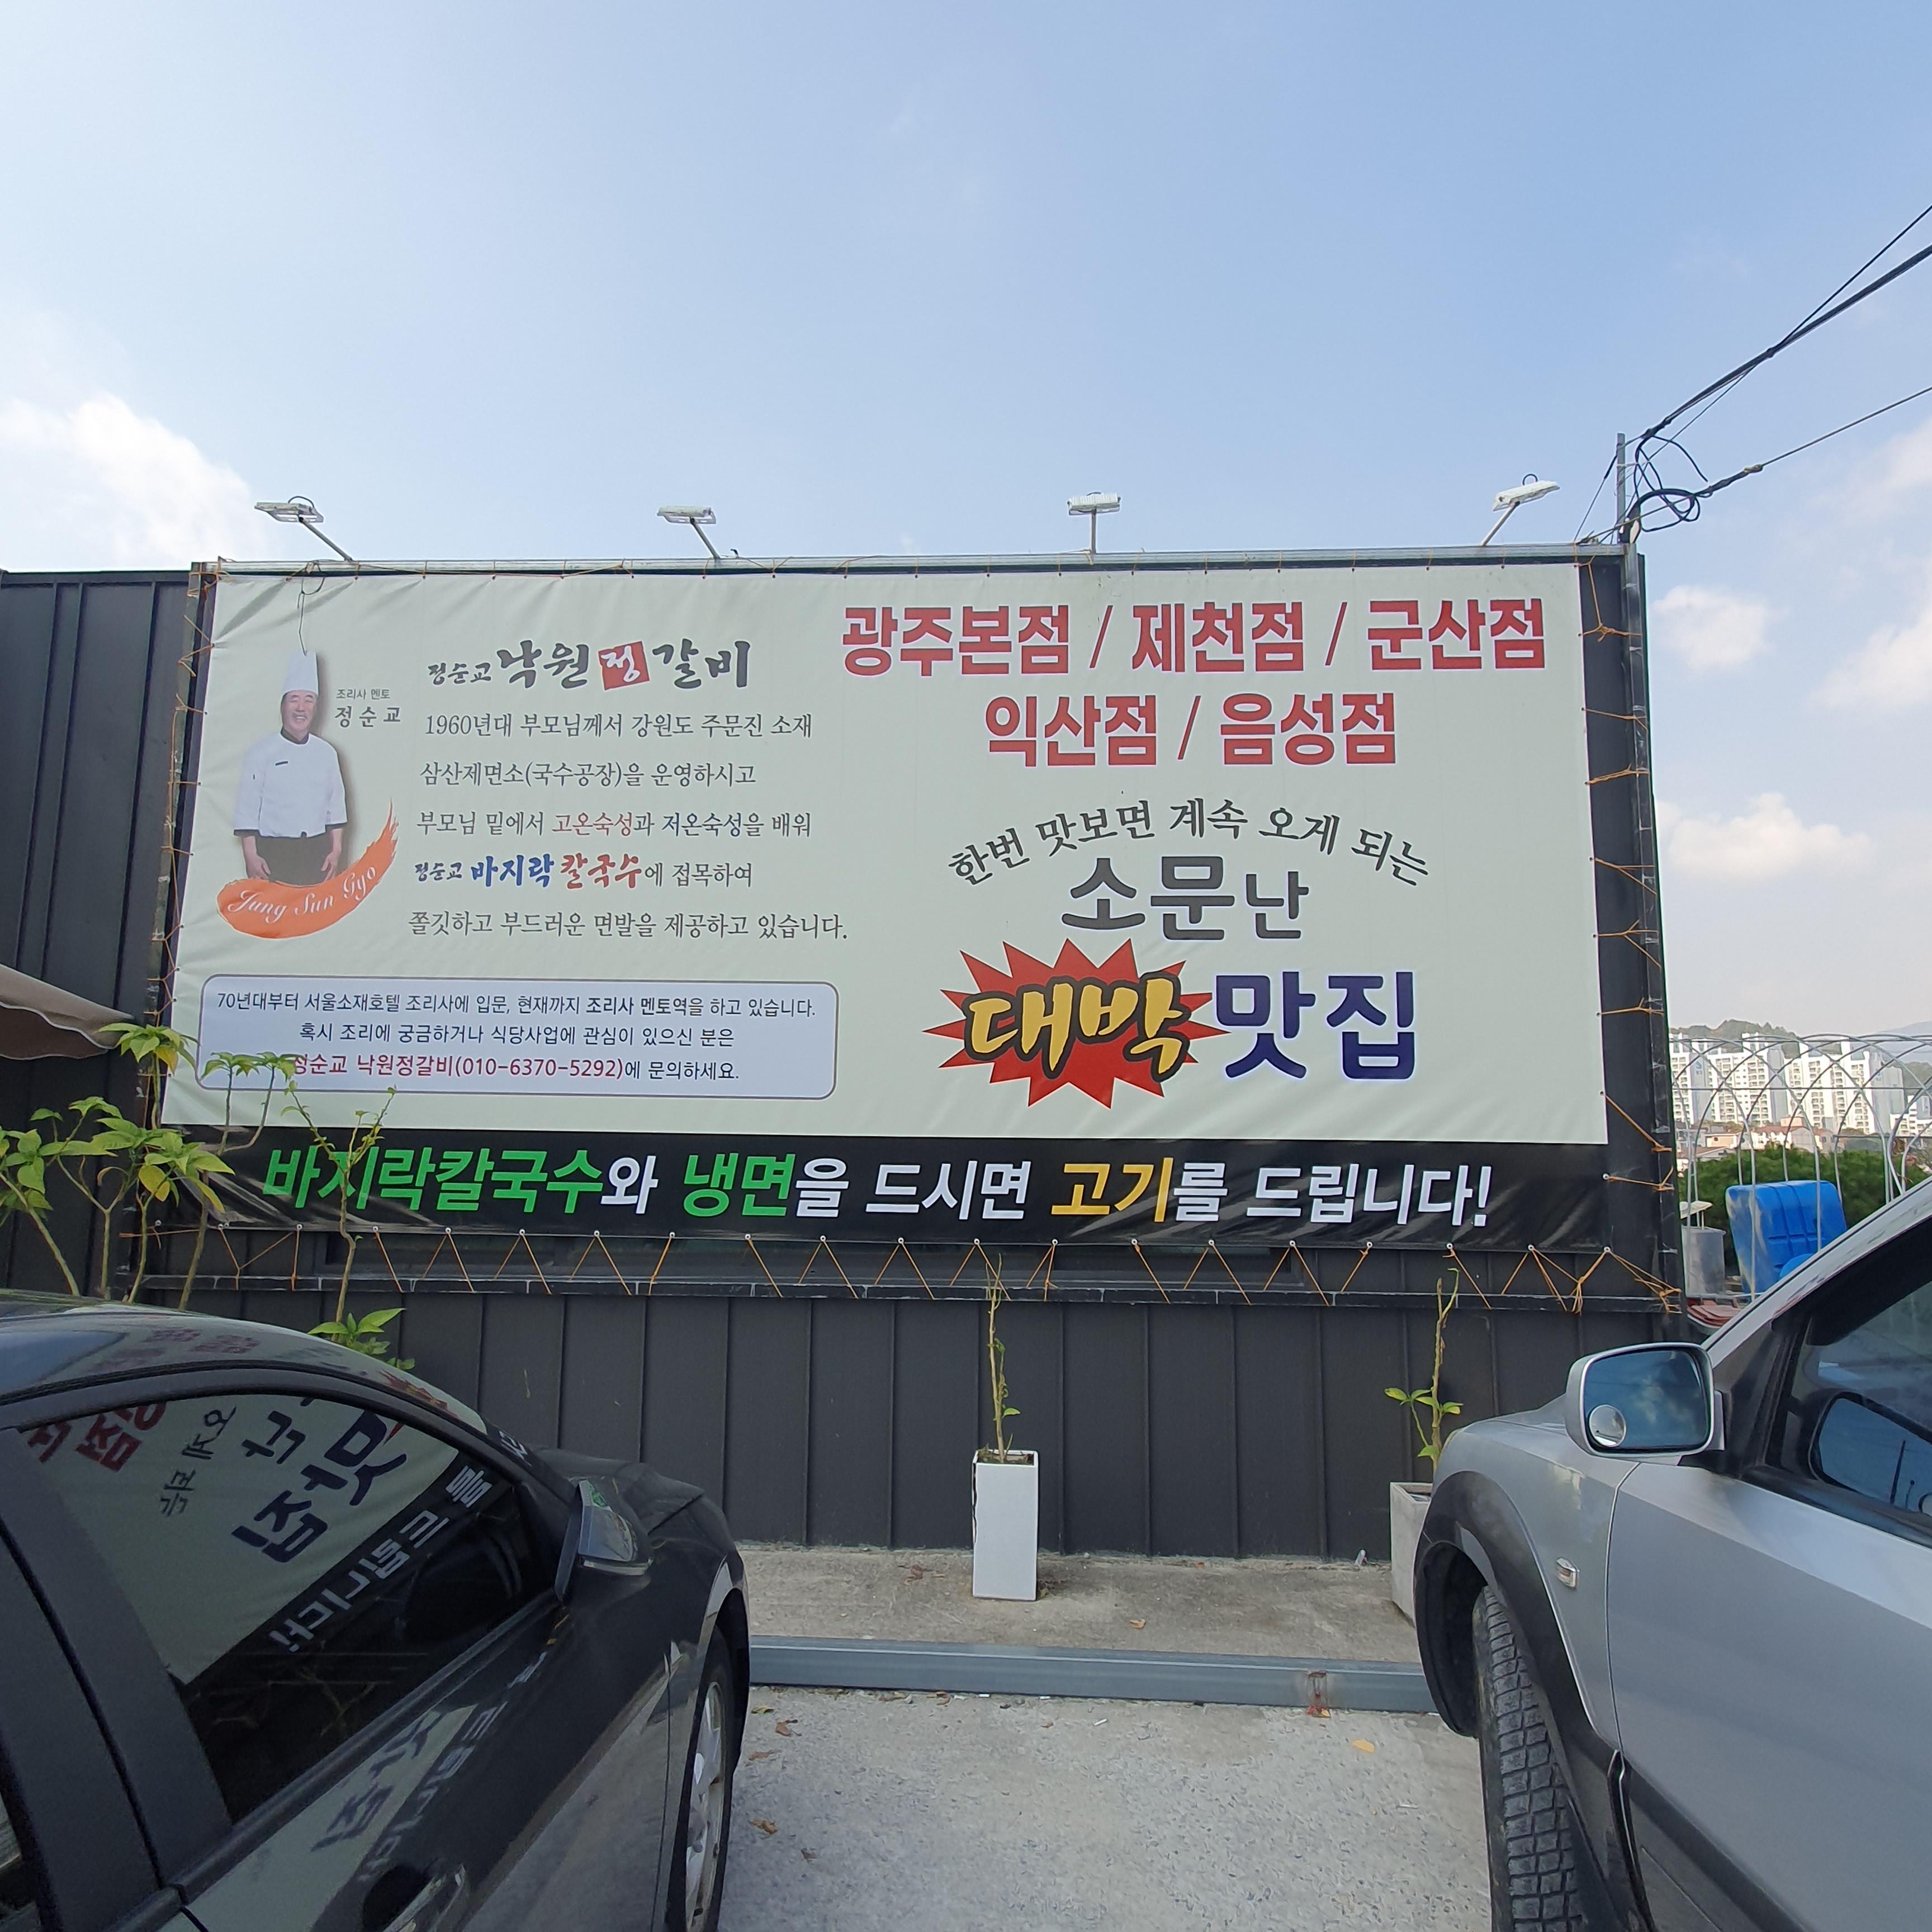 조리사 멘토
정순교
Jung Sun Gyo
정순교 낙원정갈비
1960년대 부모님께서 강원도 주문진 소재
삼산제면소(국수공장)을 운영하시고
부모님 밑에서 고온숙성과 저온숙성을 배워
정순교 바지락 칼국수에 접목하여
쫄깃하고 부드러운 면발을 제공하고 있습니다.
70년대부터 서울소재호텔 조리사에 입문, 현재까지 조리사 멘토역을 하고 있습니다.
혹시 조리에 궁금하거나 식당사업에 관심이 있으신 분은
정순교 낙원정갈비(010-6370-5292)에 문의하세요.
광주본점 / 제천점 / 군산점
익산점 / 음성점
한번 맛보면 계속 오게 되는
소문난
대박 맛집
바지락칼국수와 냉면을 드시면 고기를 드립니다!